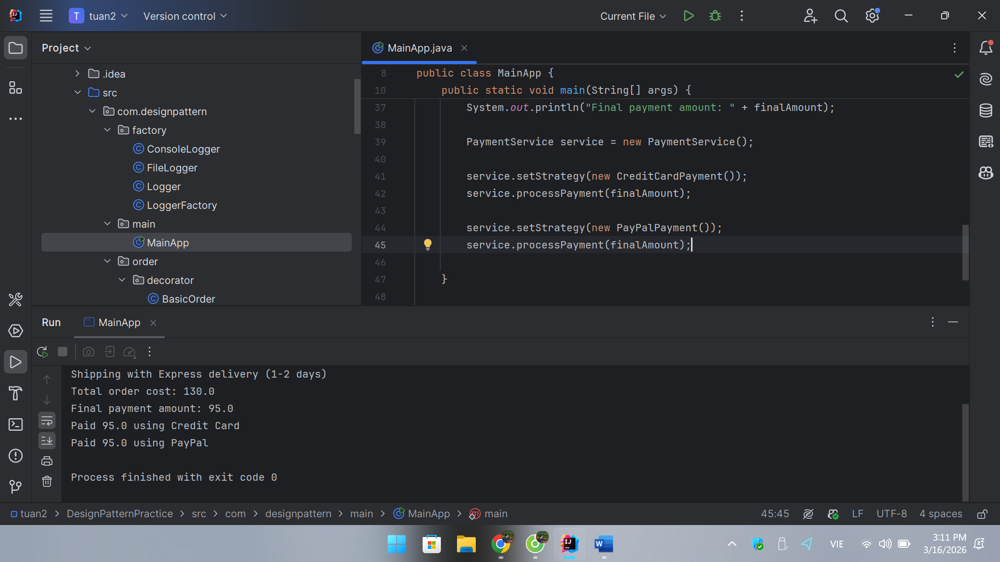 T tuan2
Version control
Current File
Project
.idea
src
com.designpattern
factory
ConsoleLogger
FileLogger
Logger
LoggerFactory
main
MainApp
order
decorator
BasicOrder
MainApp.java
8 public class MainApp {
10 public static void main(String[] args) {
37 System.out.println("Final payment amount: " + finalAmount);
38
39 PaymentService service = new PaymentService();
40
41 service.setStrategy(new CreditCardPayment());
42 service.processPayment(finalAmount);
43
44 service.setStrategy(new PayPalPayment());
45 service.processPayment(finalAmount);
46
47 }
48
Run MainApp
Shipping with Express delivery (1-2 days)
Total order cost: 130.0
Final payment amount: 95.0
Paid 95.0 using Credit Card
Paid 95.0 using PayPal
Process finished with exit code 0
tuan2 > DesignPatternPractice > src > com > designpattern > main > MainApp > main
45:45 LF UTF-8 4 spaces
VIE
3:11 PM
3/16/2026